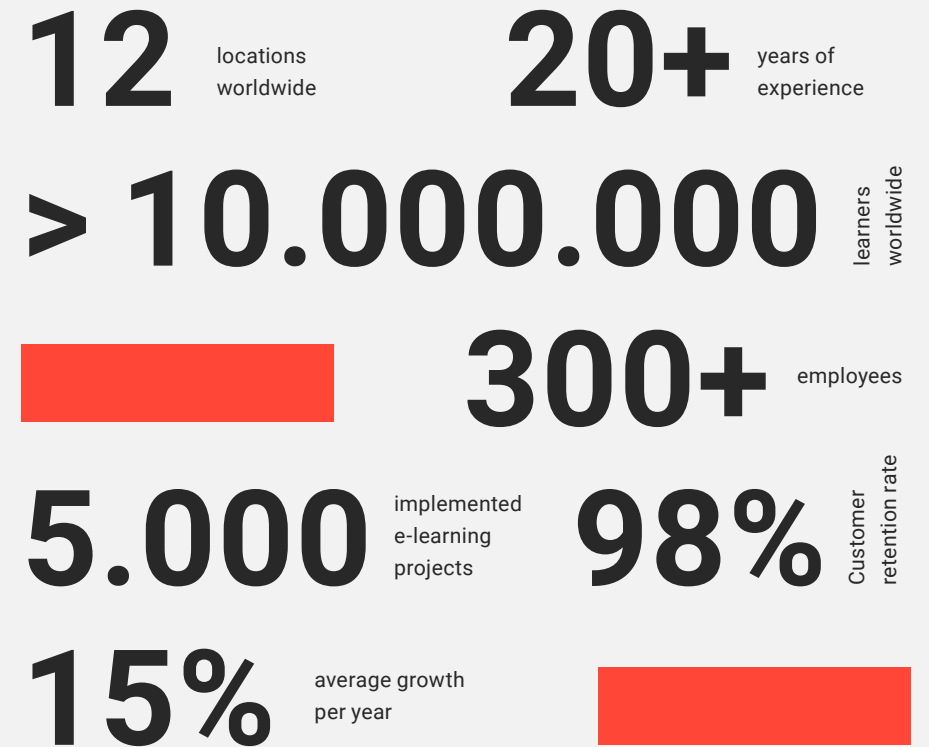 12
locations
worldwide
20+
years of
experience
> 10.000.000
learners
worldwide
300+
employees
5.000
implemented
e-learning
projects
98%
Customer
retention rate
15%
average growth
per year